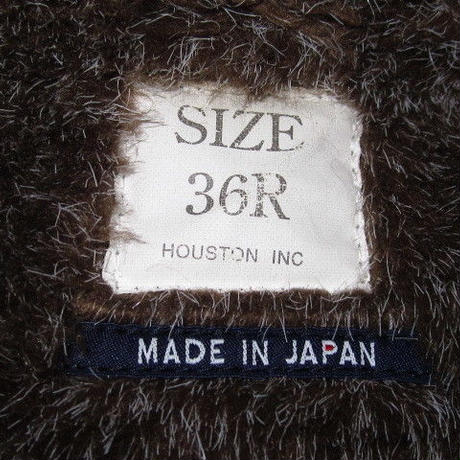 SIZE
36R
HOUSTON INC
MADE IN JAPAN